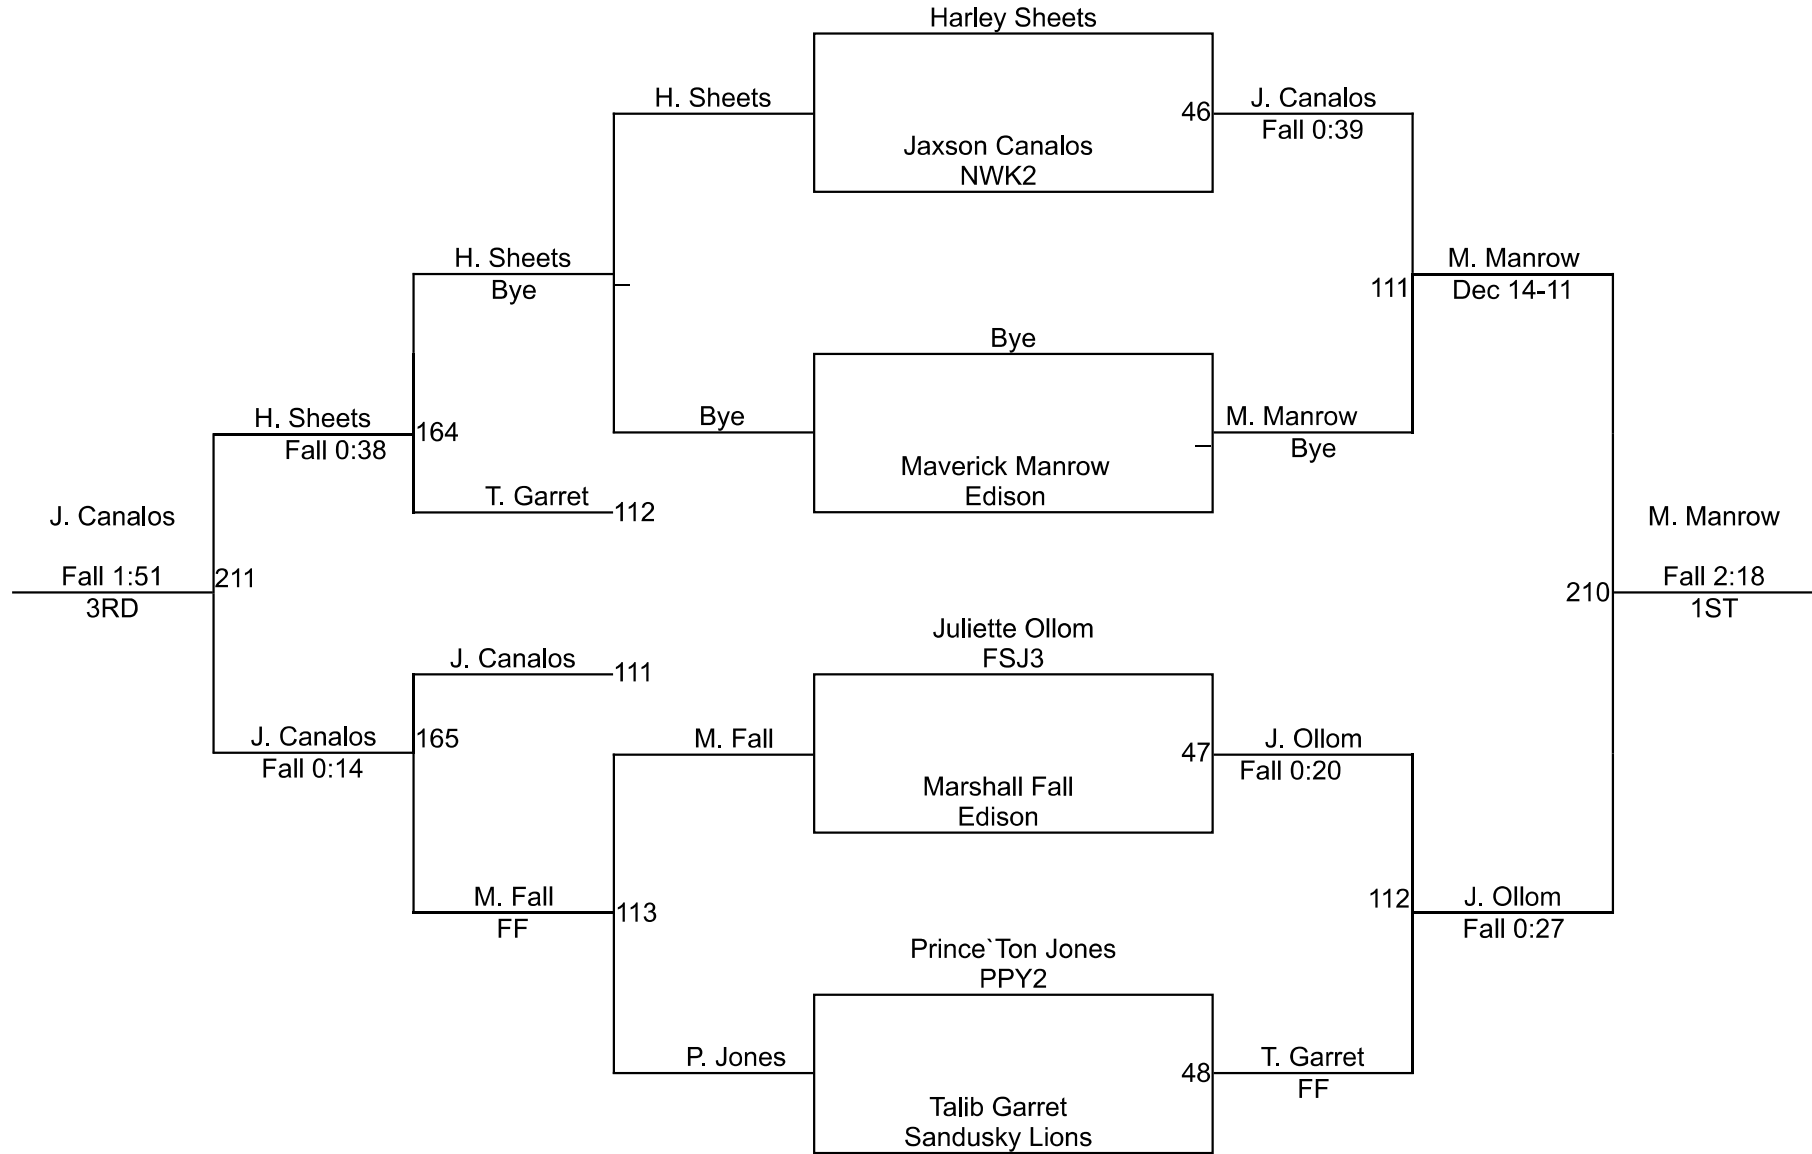 Harley Sheets
H. Sheets
46
J. Canalos
Fall 0:39
Jaxson Canalos
NWK2
H. Sheets
Bye
111
M. Manrow
Dec 14-11
Bye
H. Sheets
Fall 0:38
164
Bye
M. Manrow
Bye
Maverick Manrow
Edison
T. Garret
112
J. Canalos
Fall 1:51
3RD
211
M. Manrow
210
Fall 2:18
1ST
Juliette Ollom
FSJ3
J. Canalos
111
J. Canalos
Fall 0:14
165
M. Fall
47
J. Ollom
Fall 0:20
Marshall Fall
Edison
M. Fall
FF
113
112
J. Ollom
Fall 0:27
Prince`Ton Jones
PPY2
P. Jones
48
T. Garret
FF
Talib Garret
Sandusky Lions